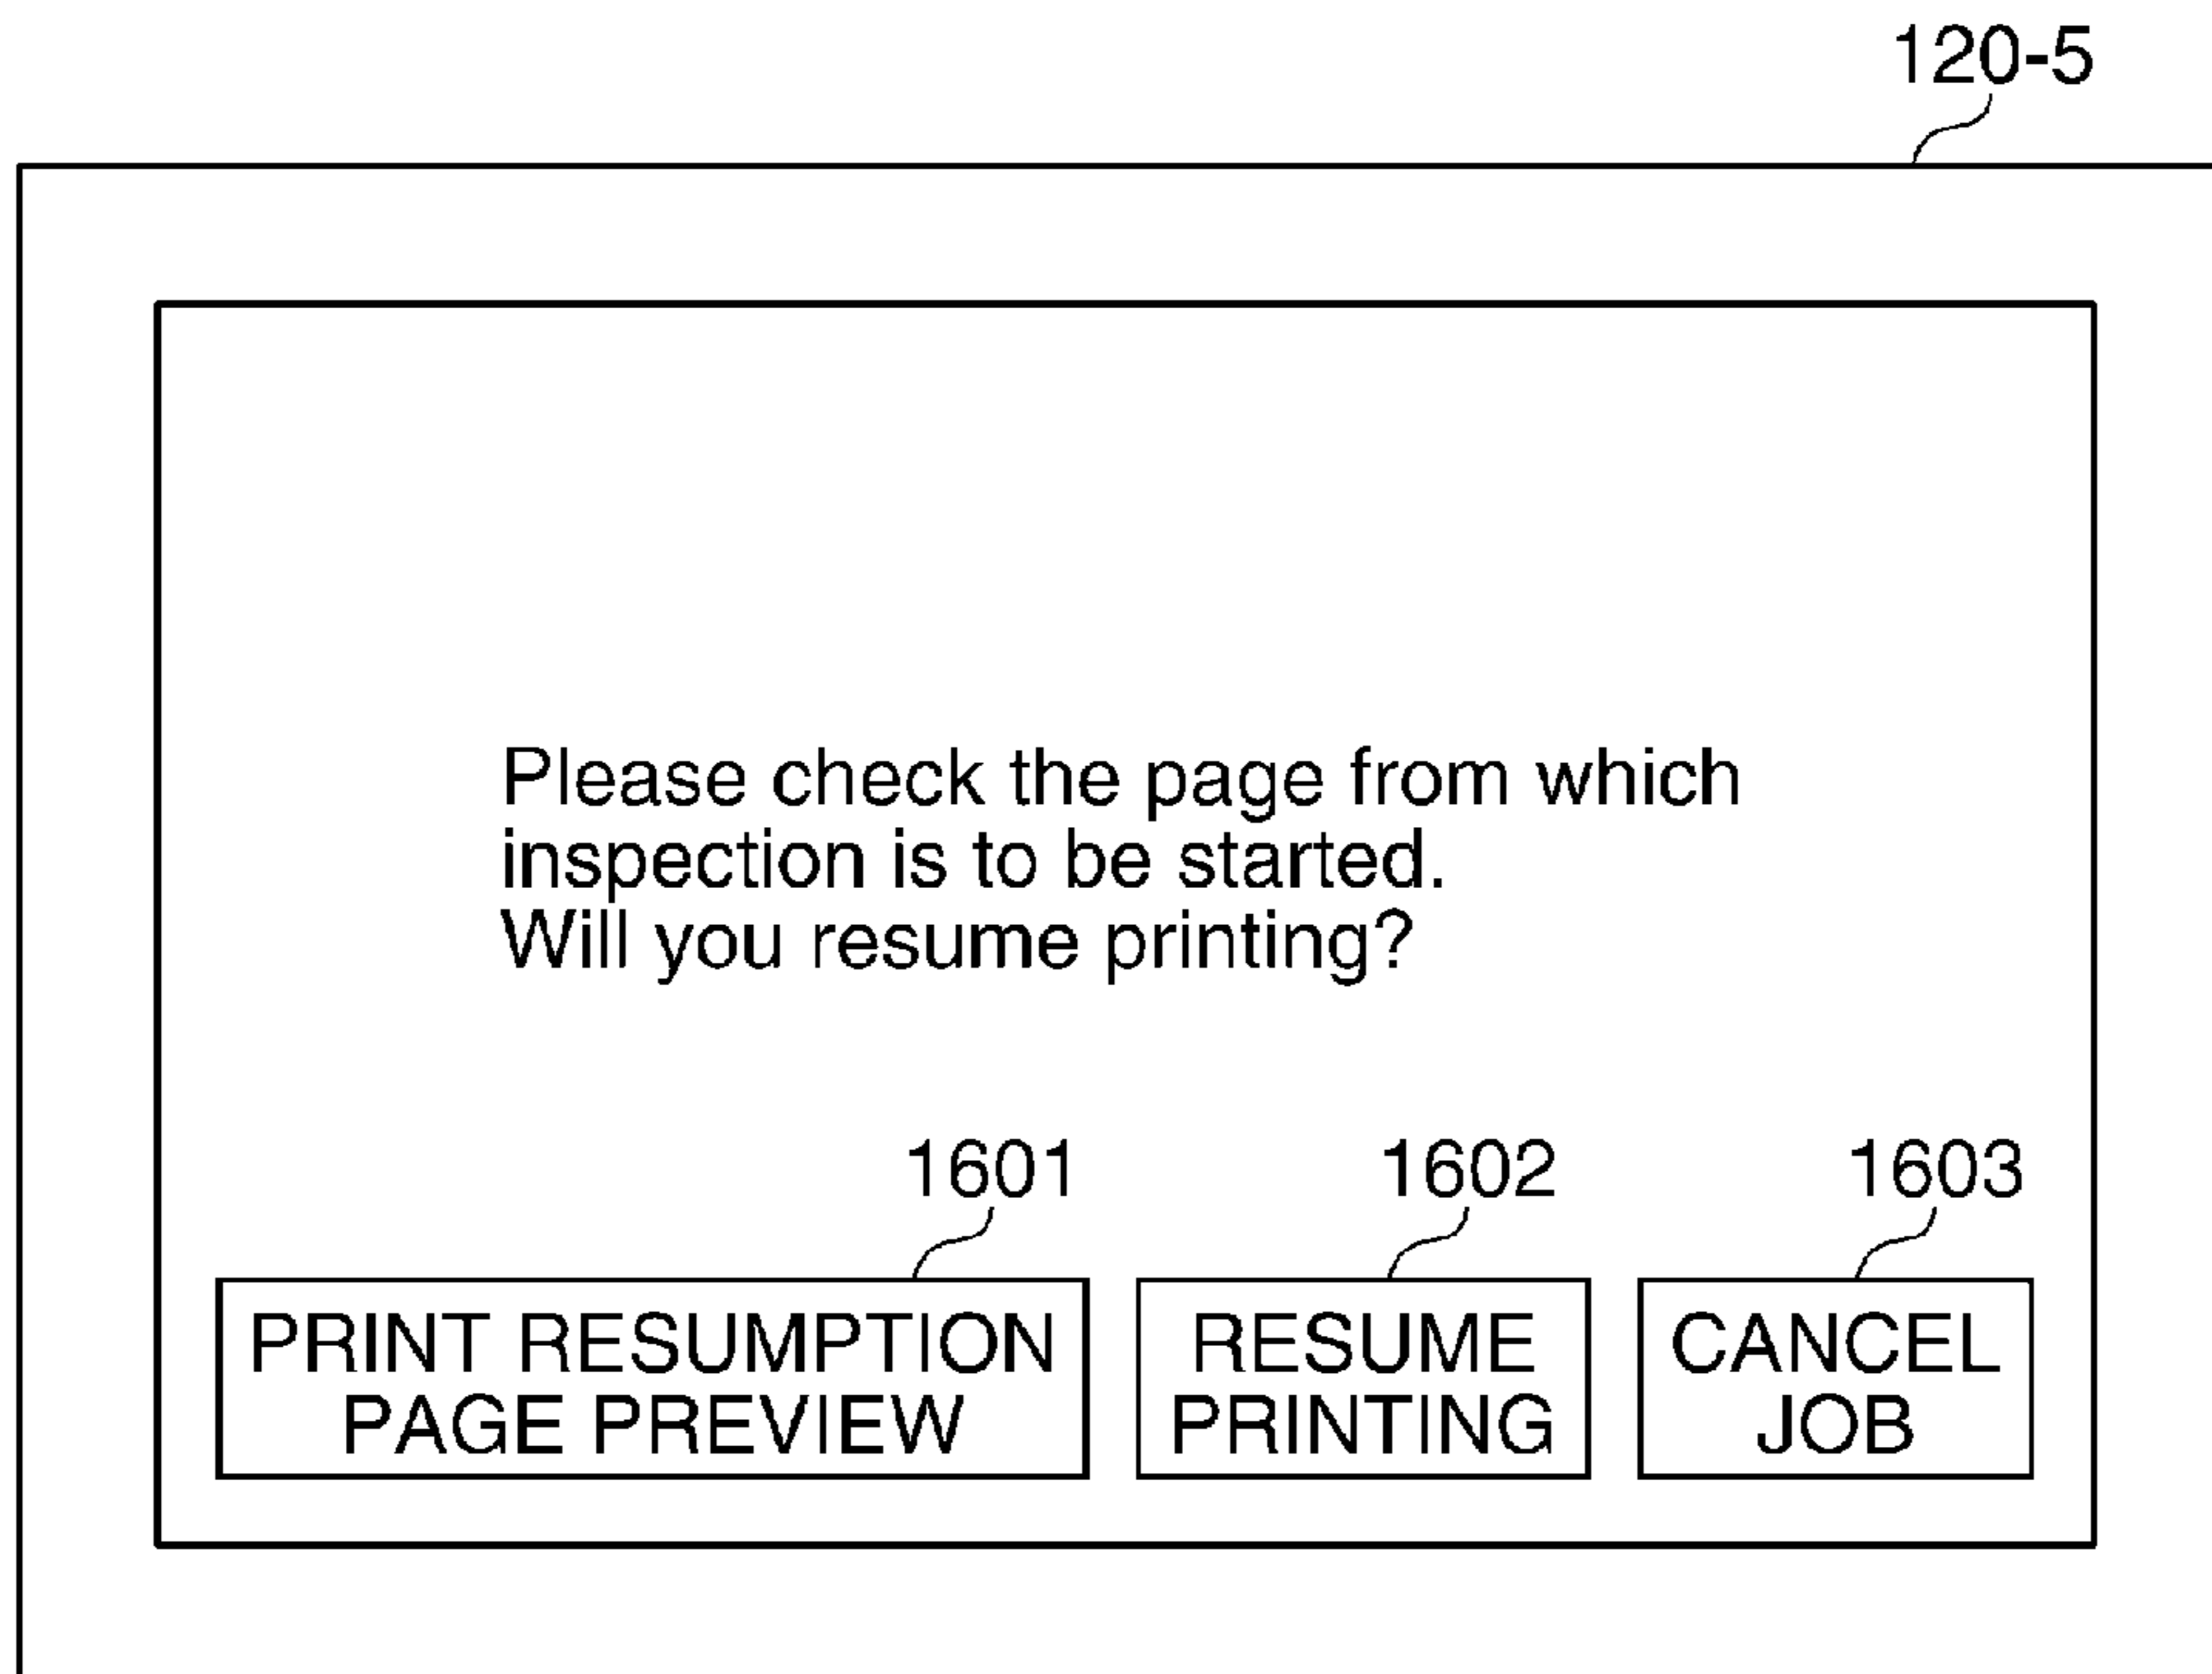 120-5
Please check the page from which
inspection is to be started.
Will you resume printing?
1601
1602
1603
PRINT RESUMPTION
PAGE PREVIEW
RESUME
PRINTING
CANCEL
JOB